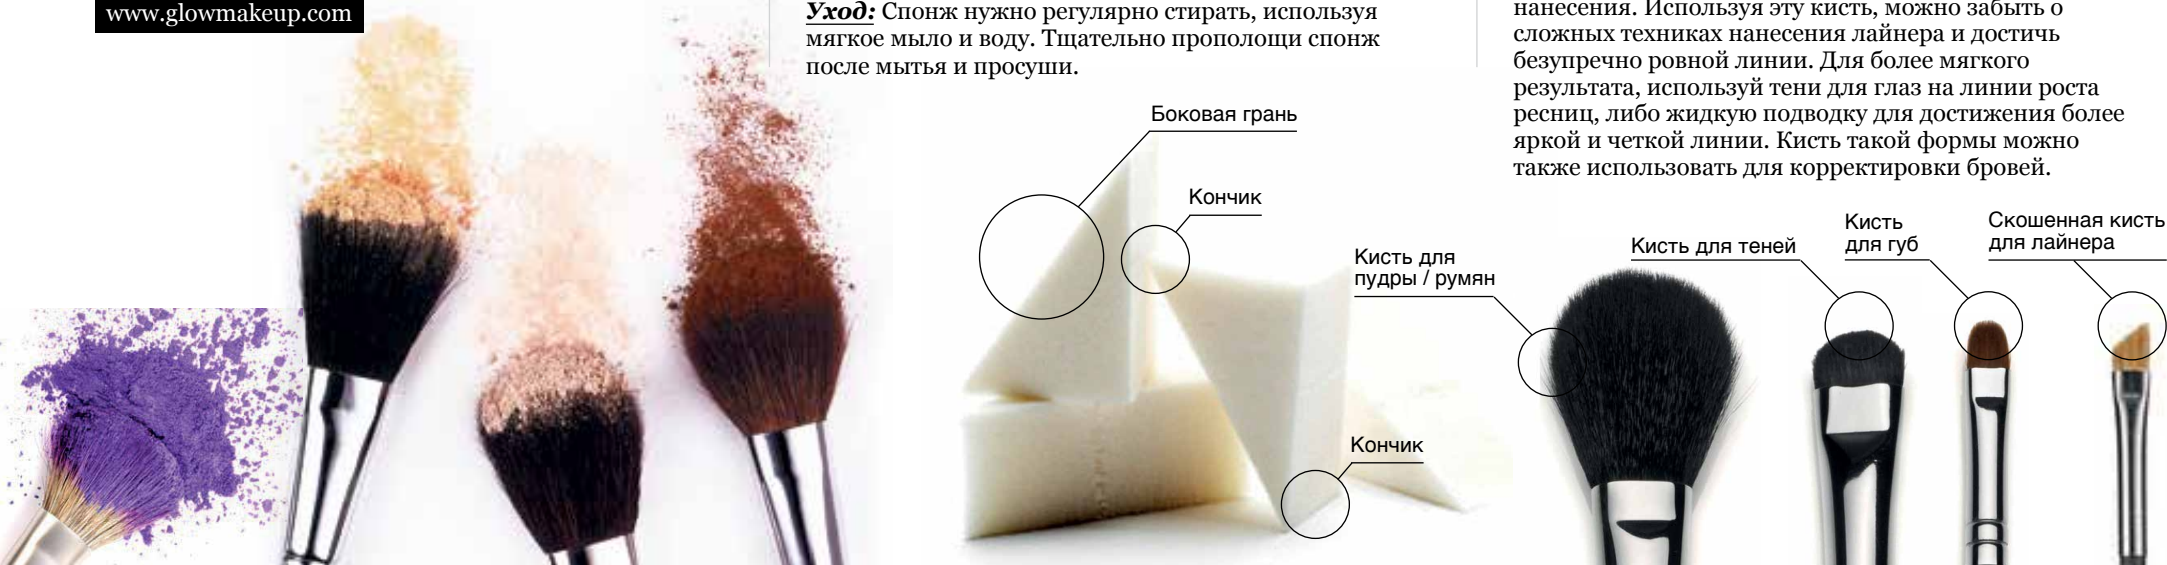 www.glowmakeup.com
Уход: Спонж нужно регулярно стирать, используя
мягкое мыло и воду. Тщательно прополощи спонж
после мытья и просуши.
нанесения. Используя эту кисть, можно забыть о
сложных техниках нанесения лайнера и достичь
безупречно ровной линии. Для более мягкого
результата, используй тени для глаз на линии роста
ресниц, либо жидкую подводку для достижения более
яркой и четкой линии. Кисть такой формы можно
также использовать для корректировки бровей.
Боковая грань
Кончик
Кончик
Кисть для
пудры / румян
Кисть для теней
Кисть
для губ
Скошенная кисть
для лайнера